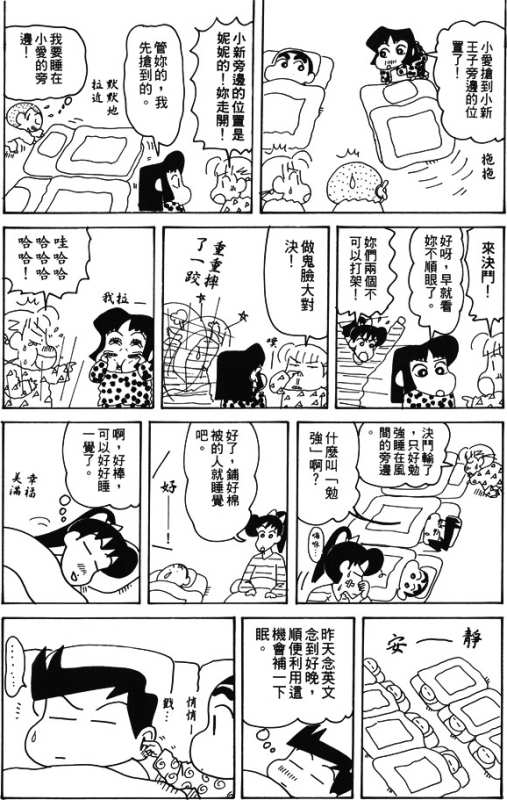 小愛搶到小新
王子旁邊的位
置了！
拖拖
小新旁邊的位置是
妮妮的！妳走開！
管妳的，我
先搶到的。
默默地
拉近
我要睡在
小愛的旁
邊！
來決鬥！
好呀，早就看
妳不順眼了。
妳們兩個不
可以打架！
做鬼臉大對
決！
噗
重重摔
了一跤
我拉—
哇哈哈
哈哈哈
哈哈！
決鬥輸了
，只好勉
強睡在風
間的旁邊
什麼叫「勉
強」啊？
好了，鋪好棉
被的人就睡覺
吧。
好——！
啊，好棒，
可以好好睡
一覺了。
幸福
美滿
靜—安
昨天念英文
念到好晚，
順便利用這
機會補一下
眠。
悄悄—
戳…
………